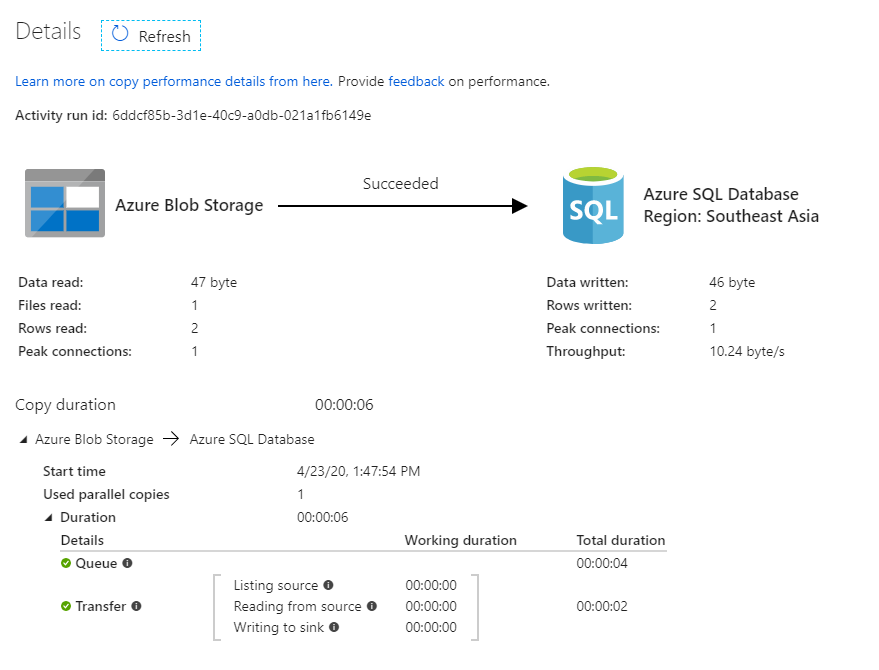 Details Refresh
Learn more on copy performance details from here. Provide feedback on performance.
Activity run id: 6ddcf85b-3d1e-40c9-a0db-021a1fb6149e
Succeeded
Azure Blob Storage
SQL
Azure SQL Database
Region: Southeast Asia
Data read: 47 byte
Files read: 1
Rows read: 2
Peak connections: 1
Data written: 46 byte
Rows written: 2
Peak connections: 1
Throughput: 10.24 byte/s
Copy duration 00:00:06
Azure Blob Storage → Azure SQL Database
Start time 4/23/20, 1:47:54 PM
Used parallel copies 1
Duration 00:00:06
Details Working duration Total duration
Queue 00:00:04
Listing source 00:00:00
Transfer Reading from source 00:00:00 00:00:02
Writing to sink 00:00:00